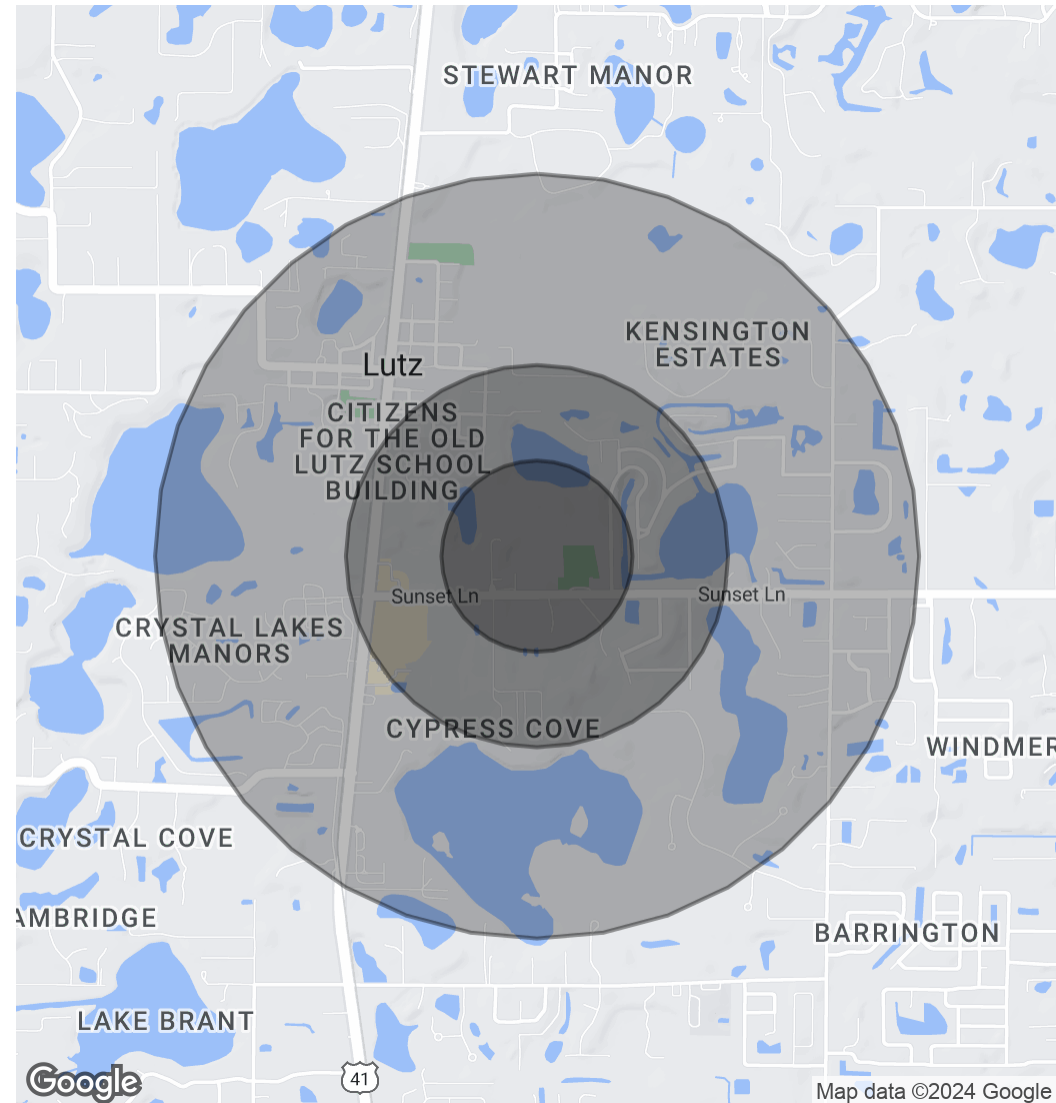 STEWART MANOR
KENSINGTON
ESTATES
Lutz
CITIZENS
FOR THE OLD
LUTZ SCHOOL
BUILDING
Sunset Ln
Sunset Ln
CRYSTAL LAKES
MANORS
CYPRESS COVE
WINDMER
CRYSTAL COVE
AMBRIDGE
BARRINGTON
LAKE BRANT
Google
41
Map data ©2024 Google